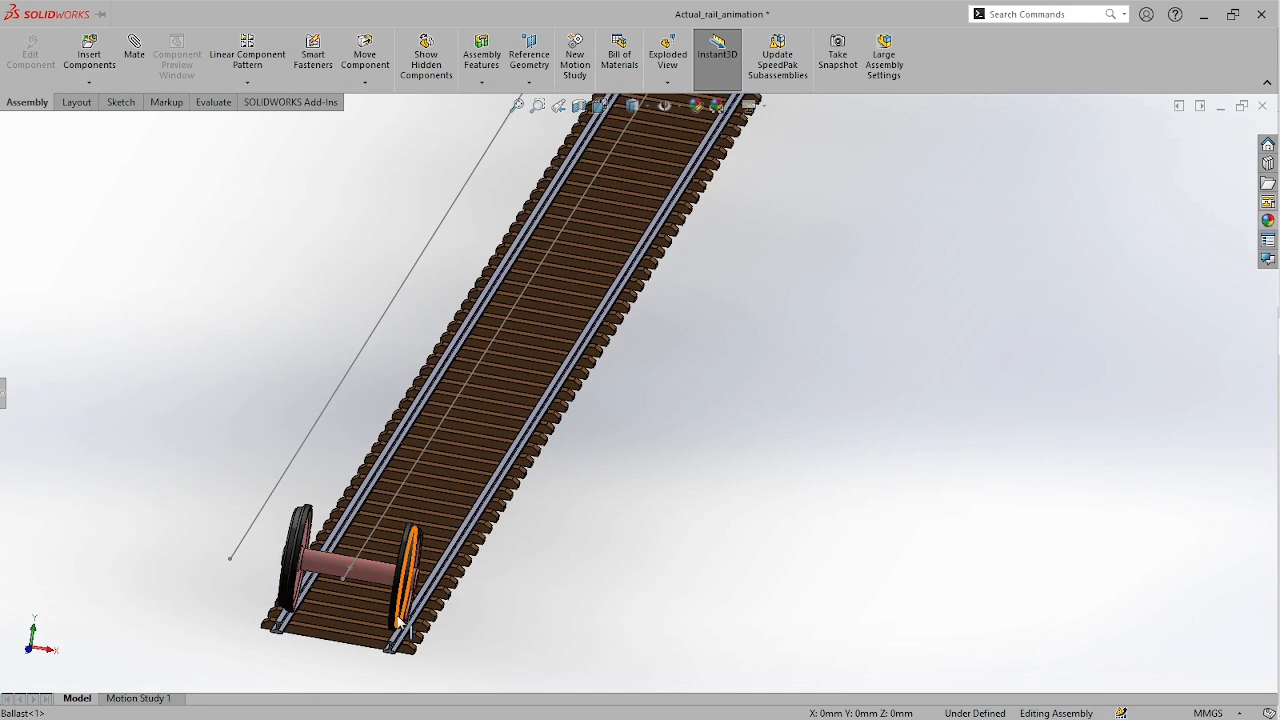 SOLIDWORKS
Actual_rail_animation *
Search Commands
Edit Component
Insert Components
Mate
Component Preview Window
Linear Component Pattern
Smart Fasteners
Move Component
Show Hidden Components
Assembly Features
Reference Geometry
New Motion Study
Bill of Materials
Exploded View
Instant3D
Update SpeedPak Subassemblies
Take Snapshot
Large Assembly Settings
Assembly Layout Sketch Markup Evaluate SOLIDWORKS Add-Ins
Y
X
Model Motion Study 1
Ballast<1> X: 0mm Y: 0mm Z: 0mm Under Defined Editing Assembly MMGS